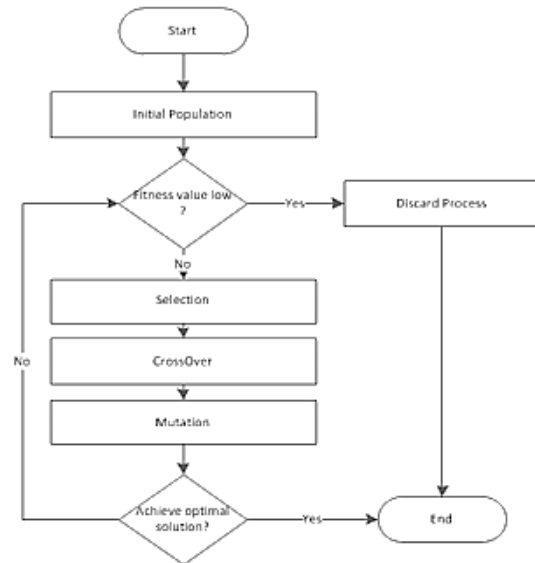 Start
Initial Population
Fitness value low
?
Yes
Discard Process
No
Selection
CrossOver
No
Mutation
Achieve optimal
solution?
Yes
End